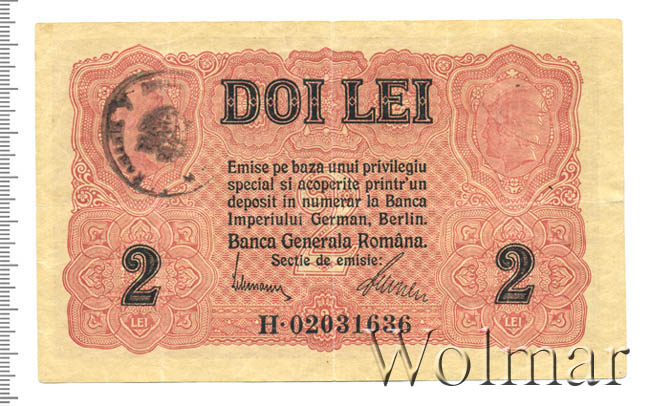 DOI LEI
Emise pe baza unui privilegiu
special si acoperite printr'un
deposit in numerar la Banca
Imperiului German, Berlin.
Banca Generala Româna.
Sectie de emisie:
2 2
LEI LEI
H·02031636
Wolmar